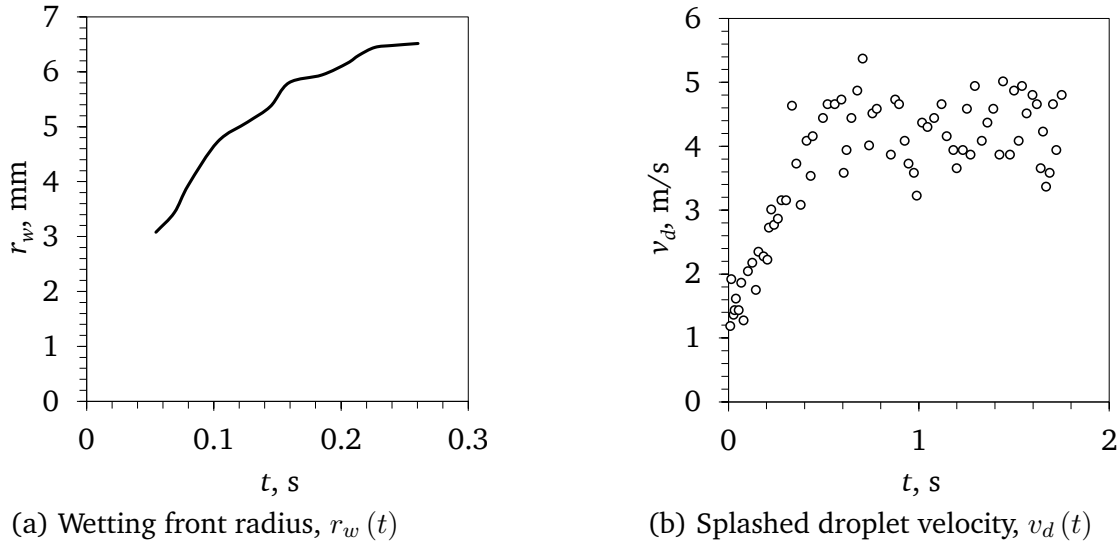 7
6
5
4
3
2
1
0
0 0.1 0.2 0.3
r_w, mm
t, s
(a) Wetting front radius, r_w (t)
6
5
4
3
2
1
0
0 1 2
v_d, m/s
t, s
(b) Splashed droplet velocity, v_d (t)